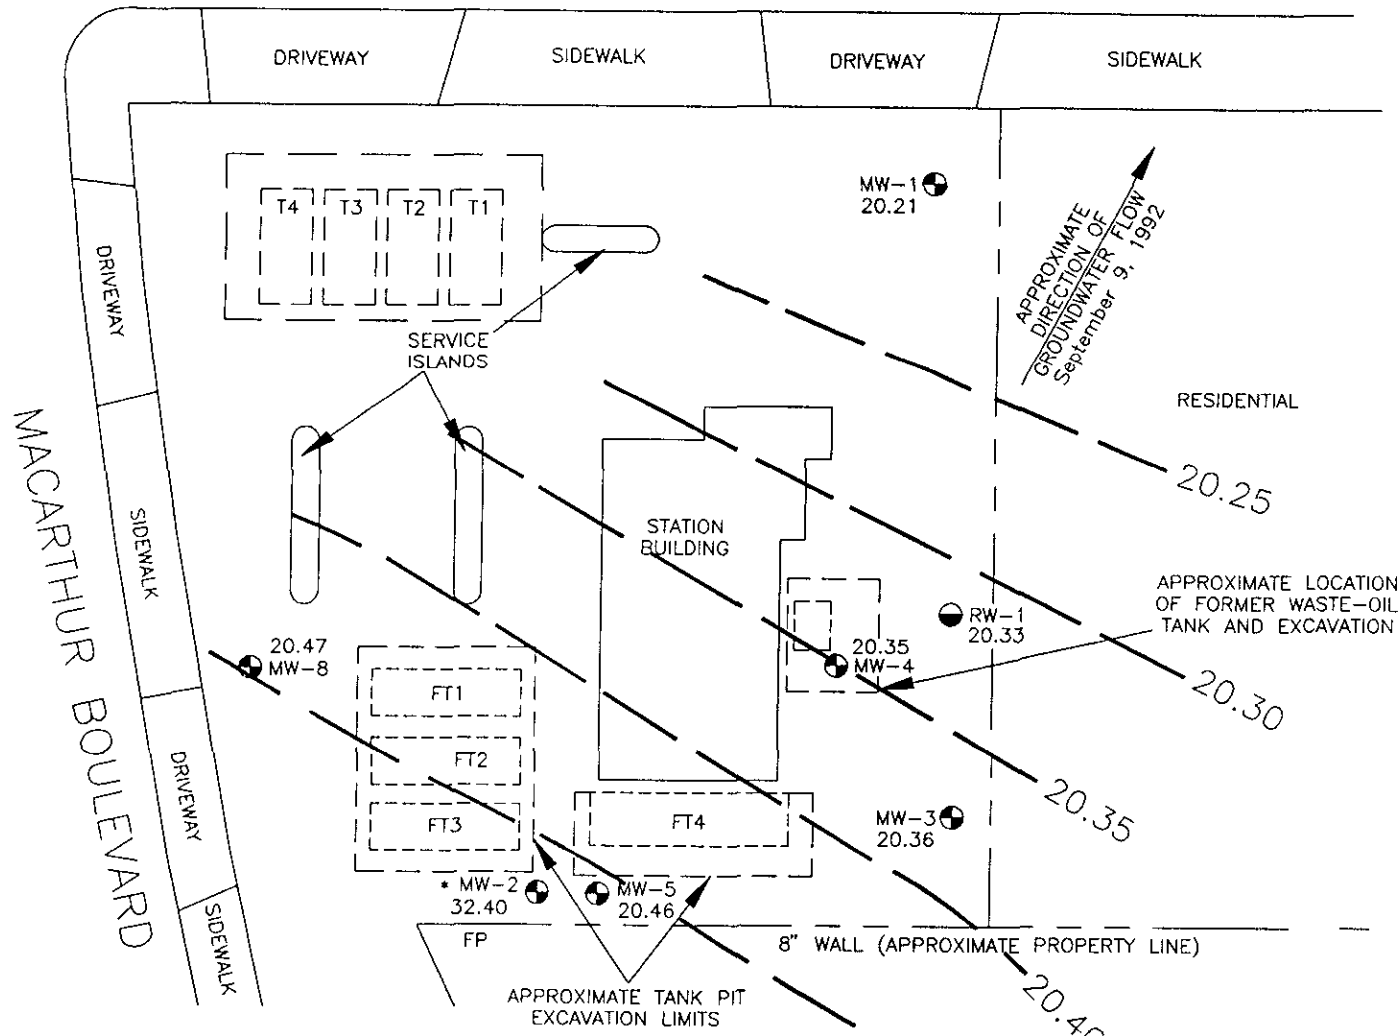 DRIVEWAY
SIDEWALK
DRIVEWAY
SIDEWALK
MW-1
20.21
T4
T3
T2
T1
APPROXIMATE
DIRECTION OF
GROUNDWATER FLOW
September 9, 1992
DRIVEWAY
SERVICE
ISLANDS
RESIDENTIAL
20.25
MACARTHUR BOULEVARD
SIDEWALK
STATION
BUILDING
APPROXIMATE LOCATION
OF FORMER WASTE-OIL
TANK AND EXCAVATION
RW-1
20.33
20.47
MW-8
20.35
MW-4
20.30
FT1
FT2
FT3
FT4
DRIVEWAY
MW-3
20.36
20.35
* MW-2
32.40
MW-5
20.46
SIDEWALK
FP
8" WALL (APPROXIMATE PROPERTY LINE)
APPROXIMATE TANK PIT
EXCAVATION LIMITS
20.40